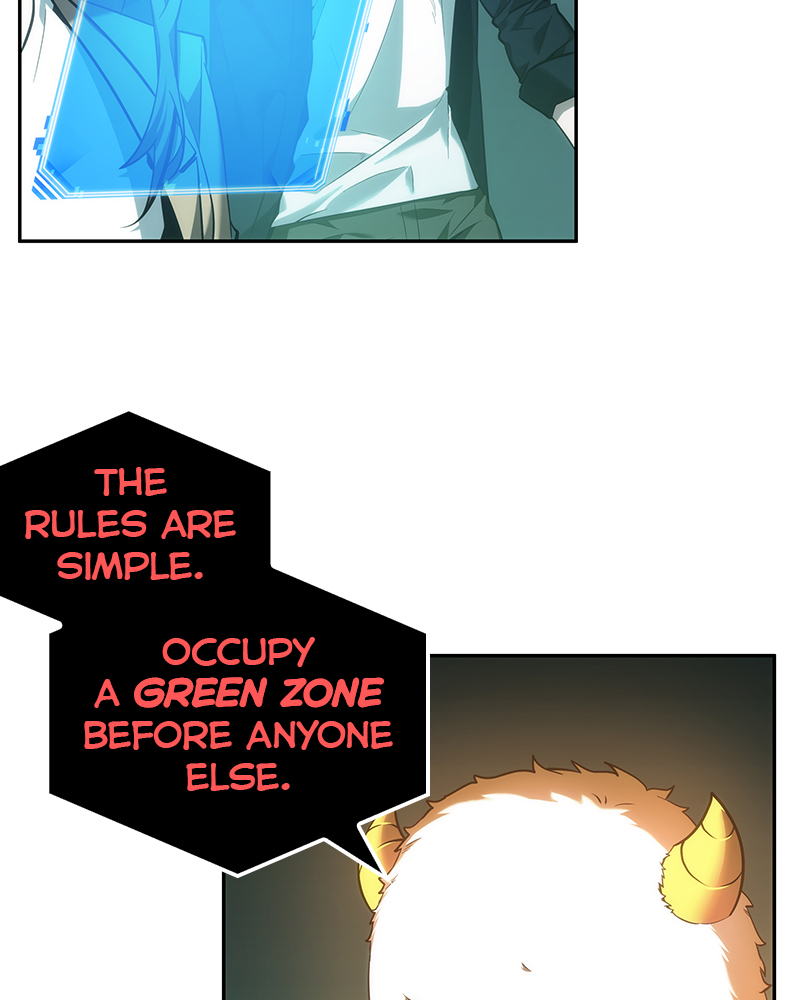 THE
RULES ARE
SIMPLE.
OCCUPY
A GREEN ZONE
BEFORE ANYONE
ELSE.